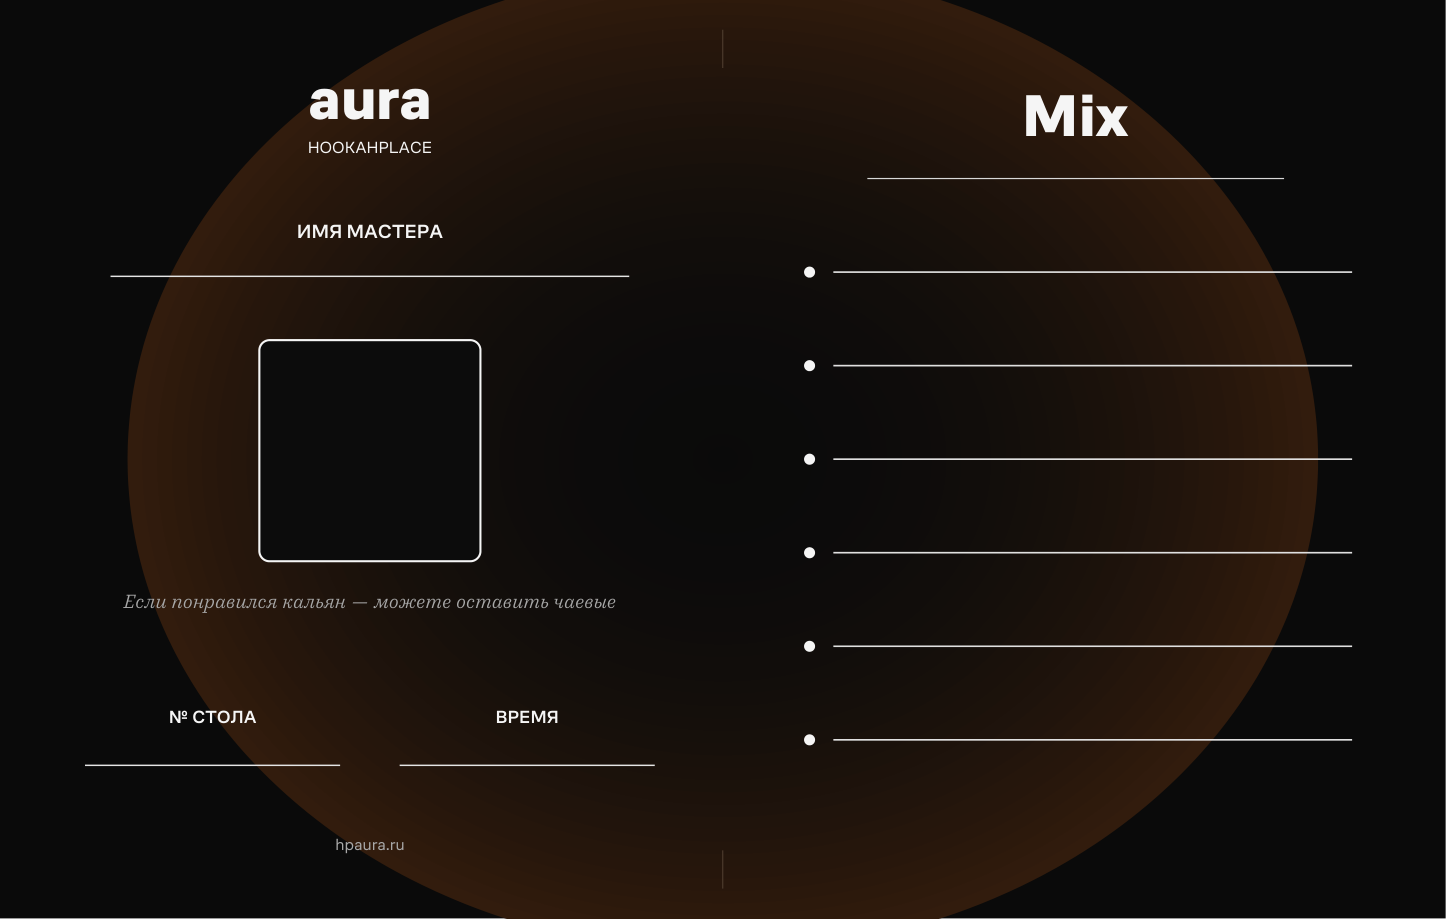 aura
HOOKAHPLACE
ИМЯ МАСТЕРА
Если понравился кальян — можете оставить чаевые
№ СТОЛА
ВРЕМЯ
hpaura.ru
Mix